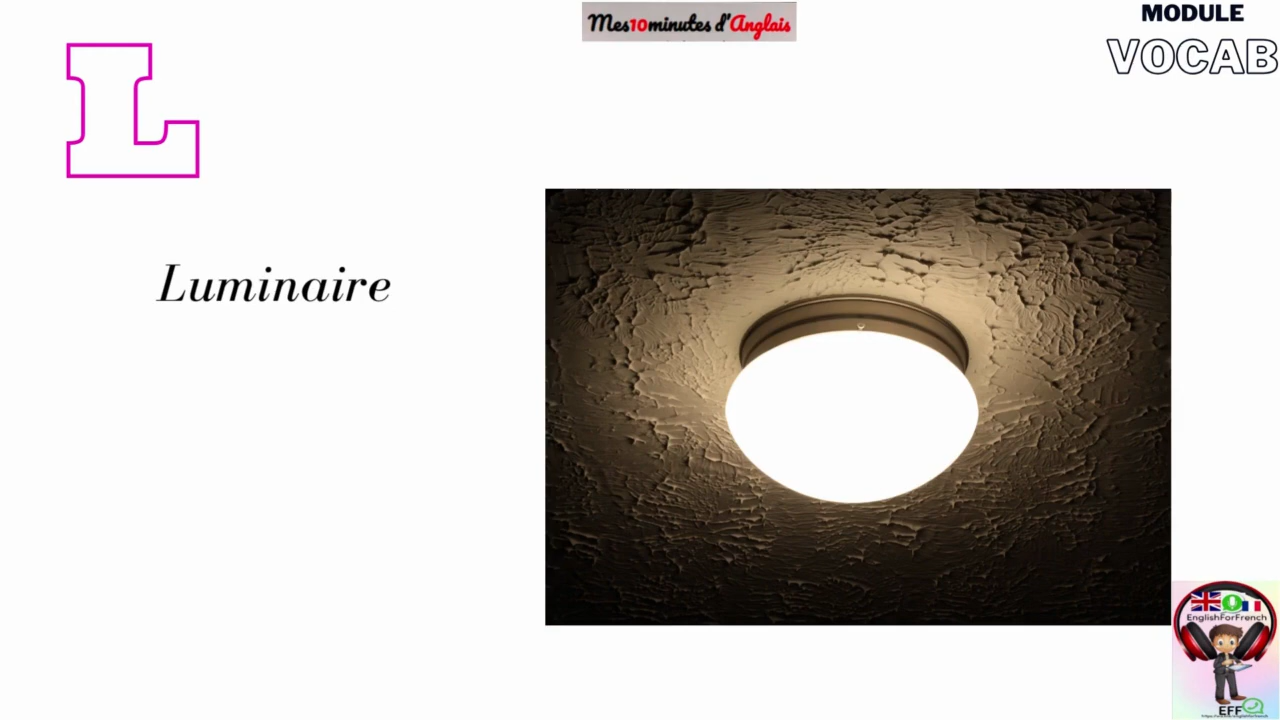 Mes10minutes d'Anglais
MODULE
VOCAB
L
Luminaire
EnglishForFrench
EFF